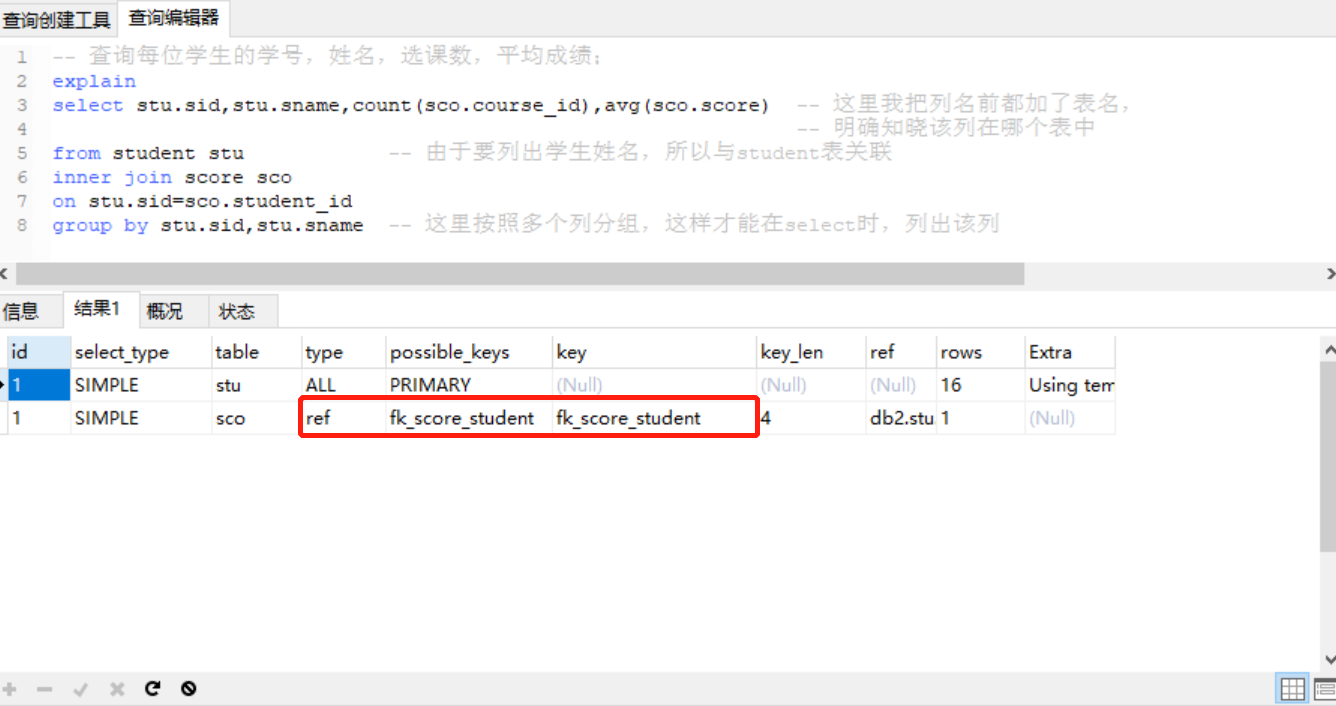 查询创建工具 查询编辑器
1 -- 查询每位学生的学号，姓名，选课数，平均成绩；
2 explain
3 select stu.sid,stu.sname,count(sco.course_id),avg(sco.score) -- 这里我把列名前都加了表名，
4 -- 明确知晓该列在哪个表中
5 from student stu -- 由于要列出学生姓名，所以与student表关联
6 inner join score sco
7 on stu.sid=sco.student_id
8 group by stu.sid,stu.sname -- 这里按照多个列分组，这样才能在select时，列出该列
信息 结果1 概况 状态
id select_type table type possible_keys key key_len ref rows Extra
1 SIMPLE stu ALL PRIMARY (Null) (Null) (Null) 16 Using tem
1 SIMPLE sco ref fk_score_student fk_score_student 4 db2.stu. 1 (Null)